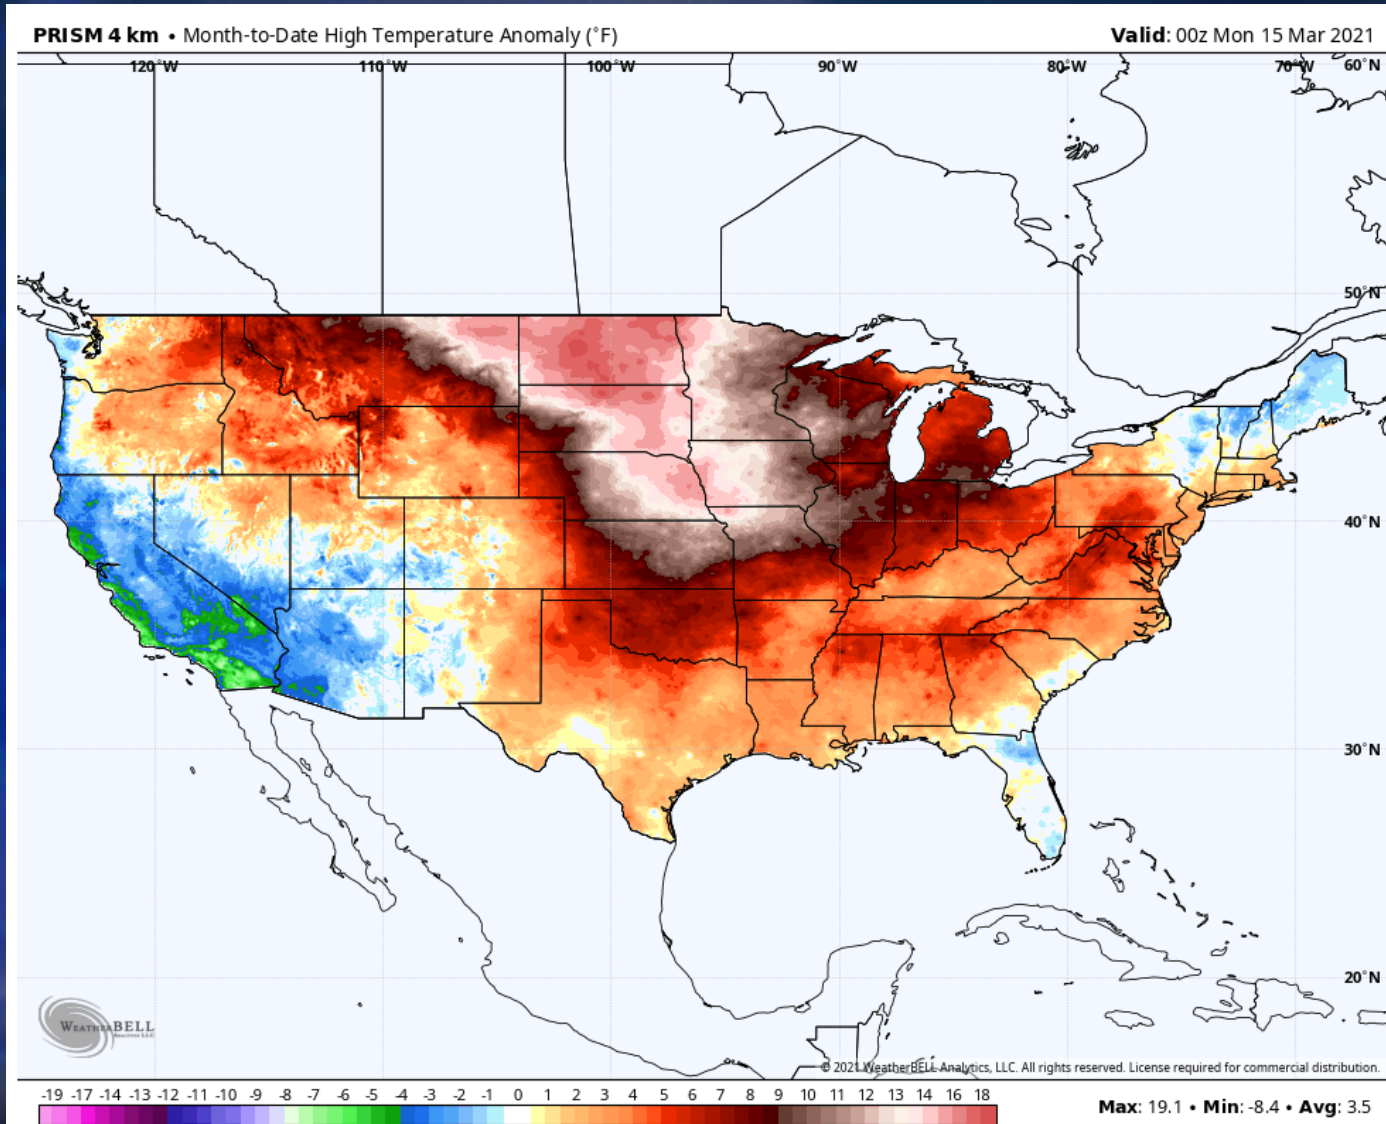 PRISM 4 km • Month-to-Date High Temperature Anomaly (˚F)
Valid: 00z Mon 15 Mar 2021
120°W 110°W 100°W 90°W 80°W 70°W 60°N
50°N
40°N
30°N
20°N
WEATHERBELL
ANALYTICS LLC
© 2021 WeatherBELL Analytics, LLC. All rights reserved. License required for commercial distribution.
-19 -17 -14 -13 -12 -11 -10 -9 -8 -7 -6 -5 -4 -3 -2 -1 0 1 2 3 4 5 6 7 8 9 10 11 12 13 14 16 18
Max: 19.1 • Min: -8.4 • Avg: 3.5